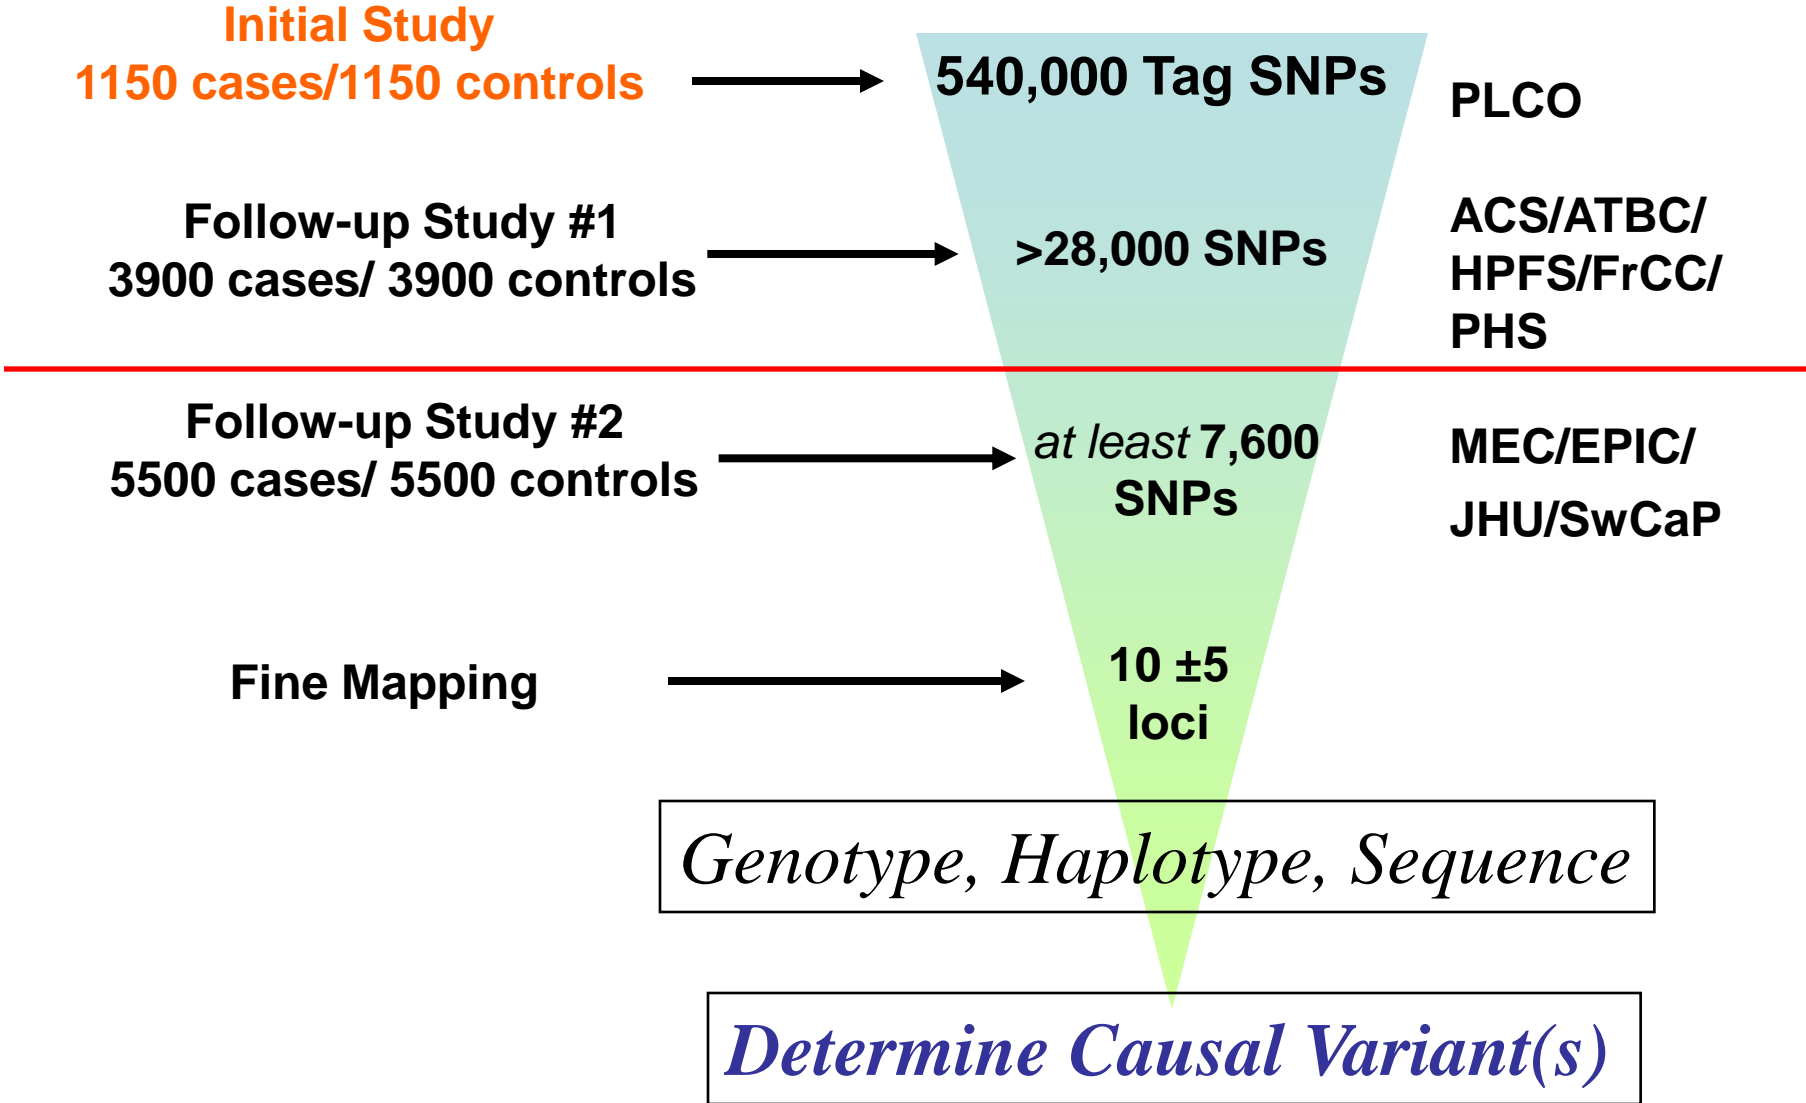 Initial Study
1150 cases/1150 controls
540,000 Tag SNPs
PLCO
Follow-up Study #1
3900 cases/ 3900 controls
>28,000 SNPs
ACS/ATBC/
HPFS/FrCC/
PHS
Follow-up Study #2
5500 cases/ 5500 controls
at least 7,600
SNPs
MEC/EPIC/
JHU/SwCaP
Fine Mapping
10 ±5
loci
Genotype, Haplotype, Sequence
Determine Causal Variant(s)